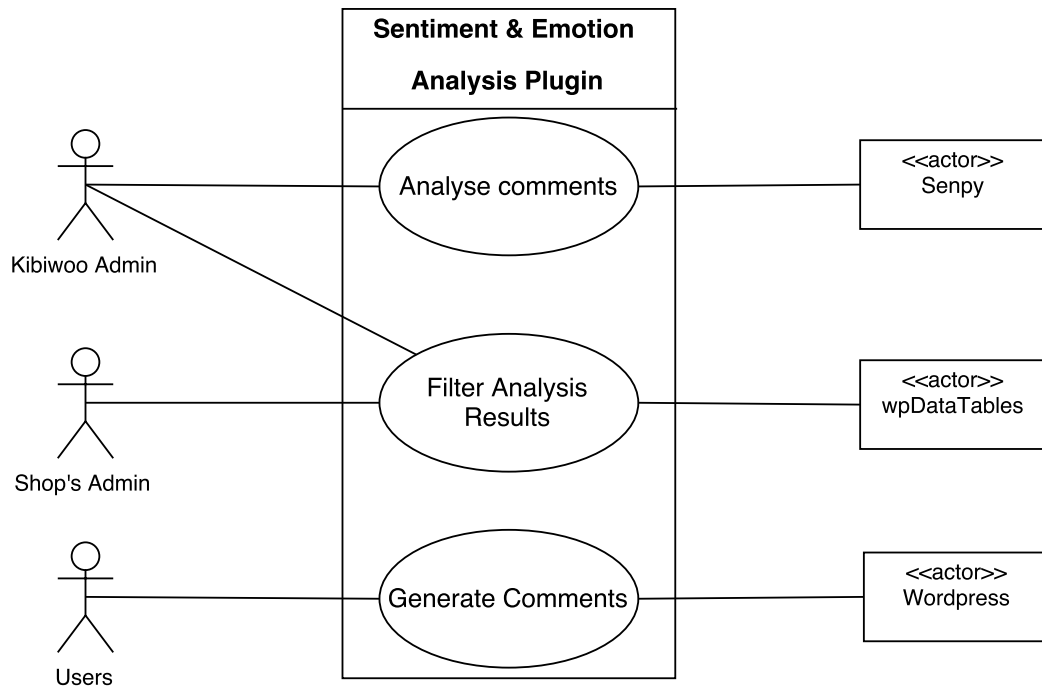 Sentiment & Emotion
Analysis Plugin
Analyse comments
<<actor>>
Senpy
Kibiwoo Admin
Filter Analysis
Results
<<actor>>
wpDataTables
Shop's Admin
Generate Comments
<<actor>>
Wordpress
Users